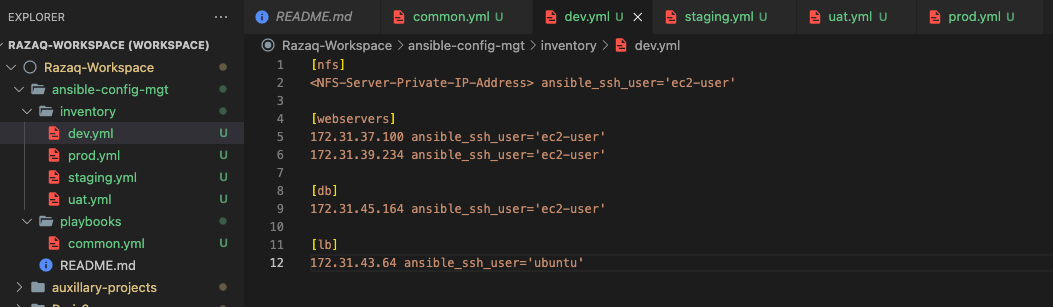 EXPLORER
RAZAQ-WORKSPACE (WORKSPACE)
Razaq-Workspace
ansible-config-mgt
inventory
dev.yml U
prod.yml U
staging.yml U
uat.yml U
playbooks
common.yml U
README.md
auxillary-projects
README.md common.yml U dev.yml U staging.yml U uat.yml U prod.yml U
Razaq-Workspace > ansible-config-mgt > inventory > dev.yml
1 [nfs]
2 <NFS-Server-Private-IP-Address> ansible_ssh_user='ec2-user'
3
4 [webservers]
5 172.31.37.100 ansible_ssh_user='ec2-user'
6 172.31.39.234 ansible_ssh_user='ec2-user'
7
8 [db]
9 172.31.45.164 ansible_ssh_user='ec2-user'
10
11 [lb]
12 172.31.43.64 ansible_ssh_user='ubuntu'